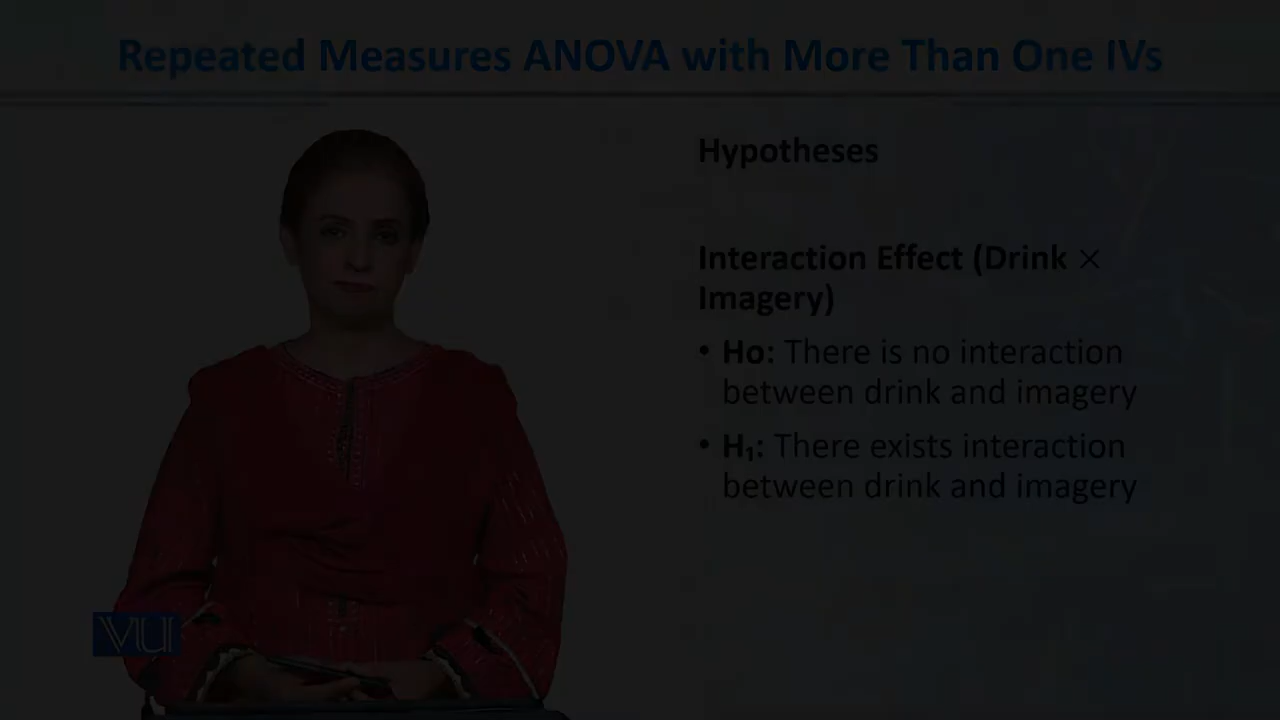 Repeated Measures ANOVA with More Than One IVs
Hypotheses
Interaction Effect (Drink ×
Imagery)
• Ho: There is no interaction
between drink and imagery
• H₁: There exists interaction
between drink and imagery
VU